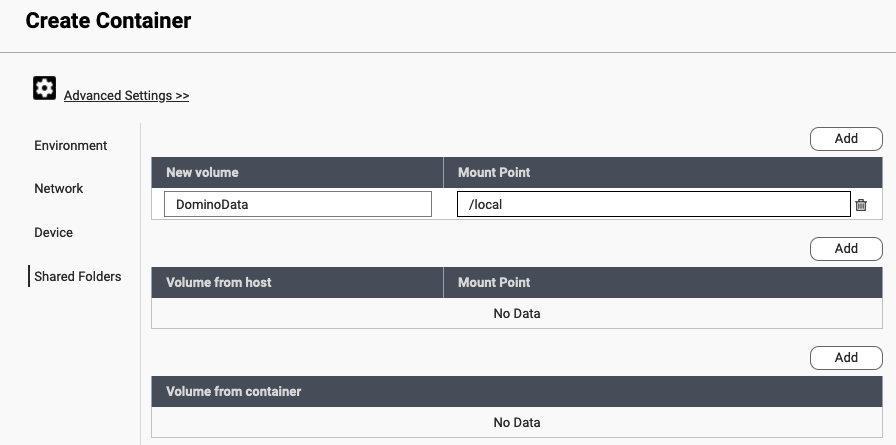 Create Container
Advanced Settings >>
Environment
Network
Device
Shared Folders
Add
New volume Mount Point
DominoData /local
Add
Volume from host Mount Point
No Data
Add
Volume from container
No Data